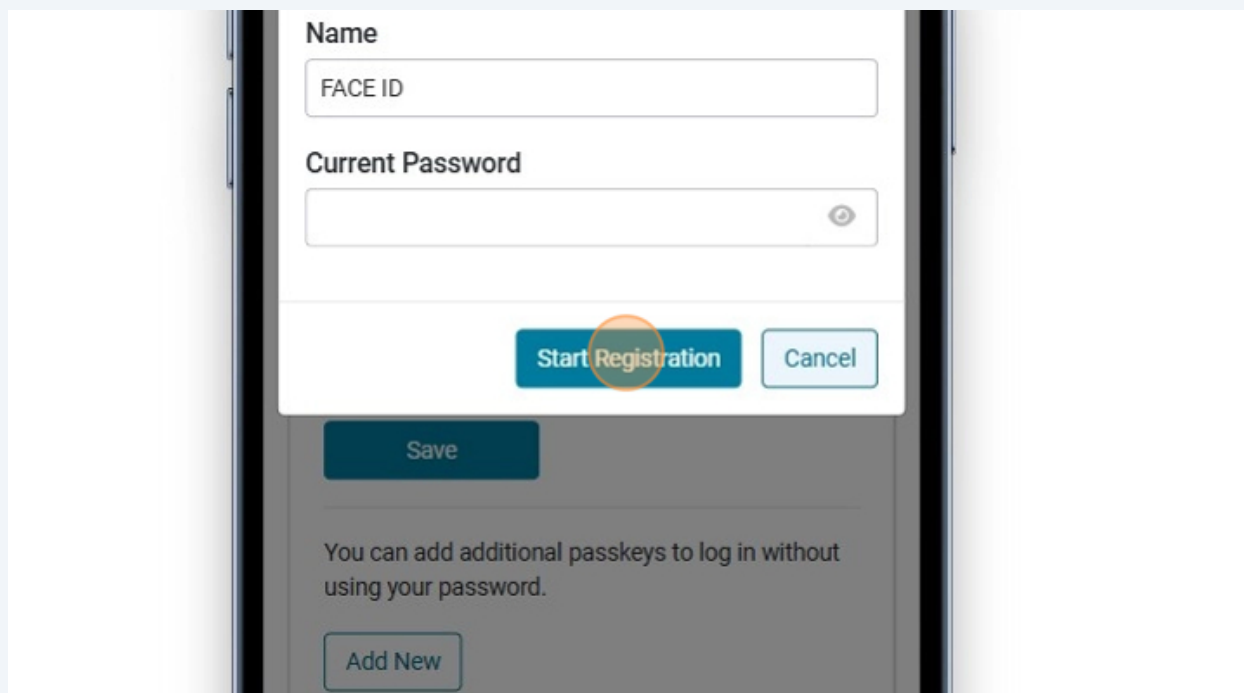 Name
FACE ID
Current Password
Start Registration
Cancel
Save
You can add additional passkeys to log in without
using your password.
Add New